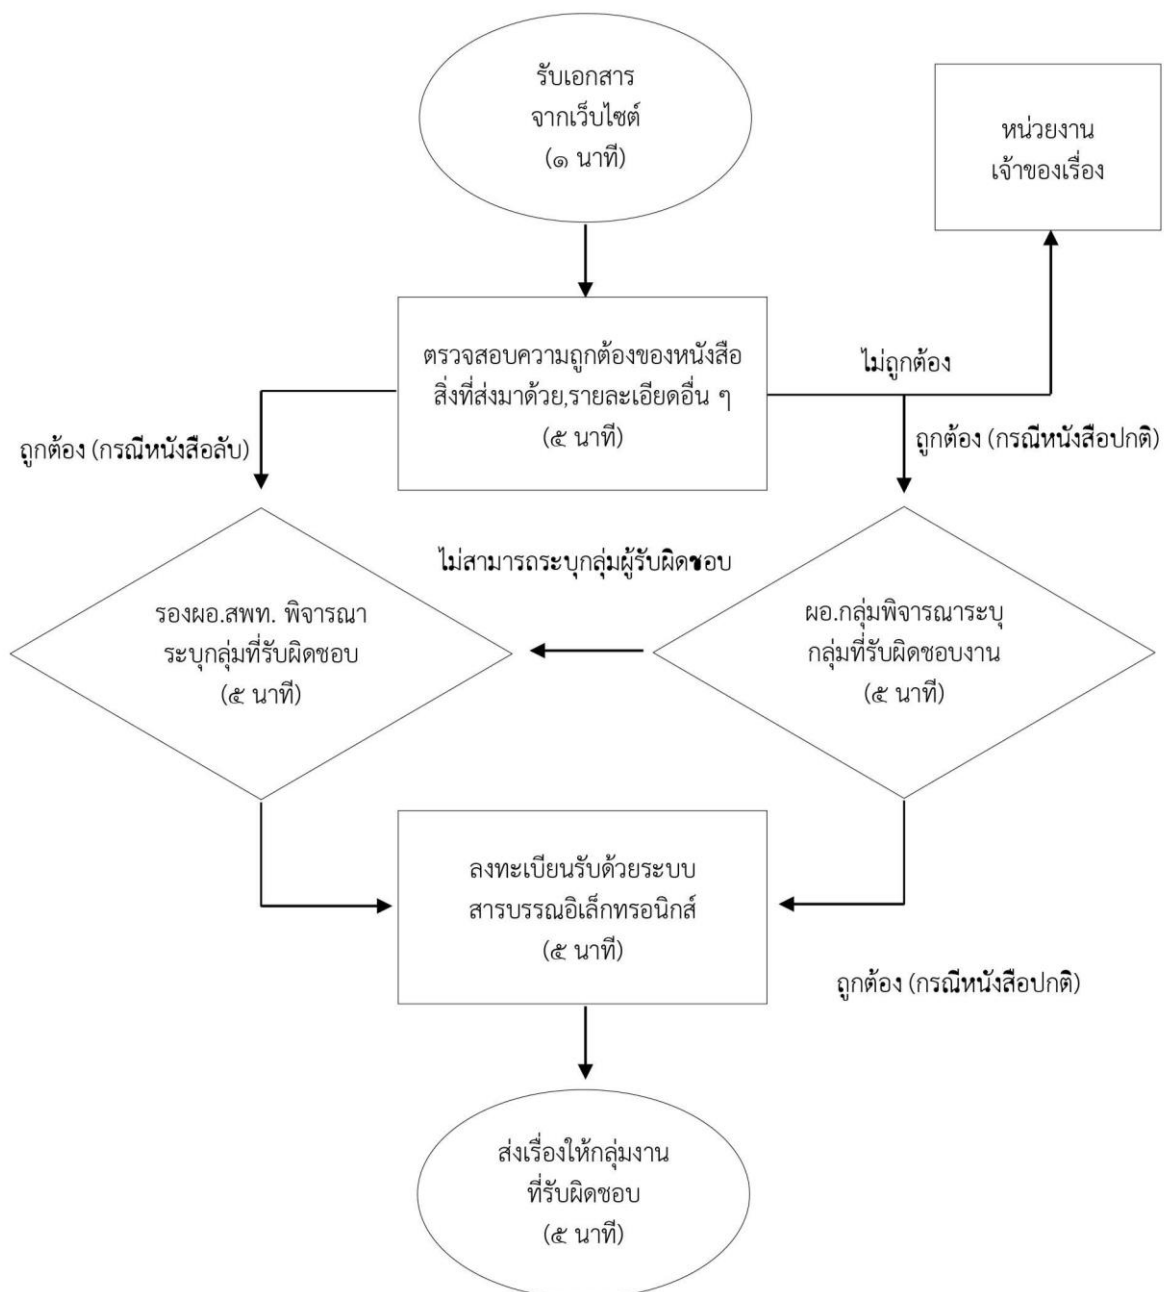 รับเอกสาร
จากเว็บไซต์
(๑ นาที)
หน่วยงาน
เจ้าของเรื่อง
ตรวจสอบความถูกต้องของหนังสือ
สิ่งที่ส่งมาด้วย,รายละเอียดอื่น ๆ
(๕ นาที)
ไม่ถูกต้อง
ถูกต้อง (กรณีหนังสือลับ)
ถูกต้อง (กรณีหนังสือปกติ)
ไม่สามารถระบุกลุ่มผู้รับผิดชอบ
รองผอ.สพท. พิจารณา
ระบุกลุ่มที่รับผิดชอบ
(๕ นาที)
ผอ.กลุ่มพิจารณาระบุ
กลุ่มที่รับผิดชอบงาน
(๕ นาที)
ลงทะเบียนรับด้วยระบบ
สารบรรณอิเล็กทรอนิกส์
(๕ นาที)
ถูกต้อง (กรณีหนังสือปกติ)
ส่งเรื่องให้กลุ่มงาน
ที่รับผิดชอบ
(๕ นาที)